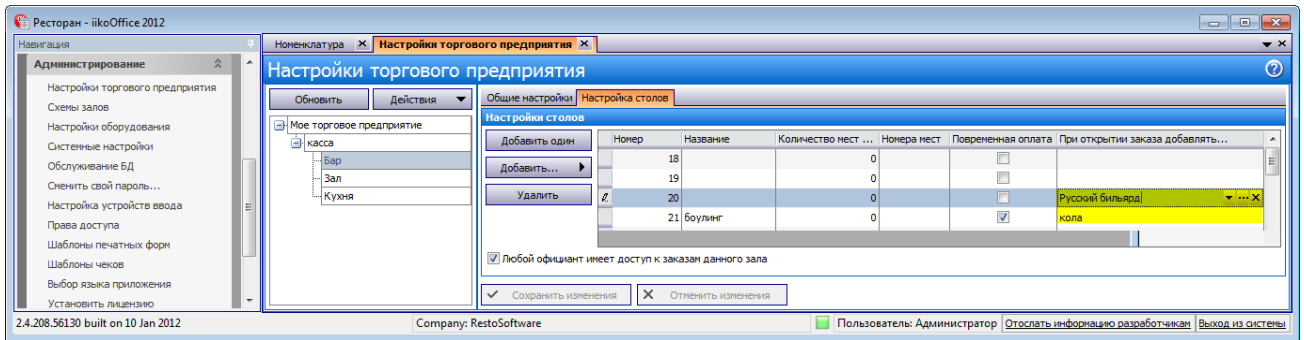 Ресторан - iikoOffice 2012
Навигация
Администрирование
Настройки торгового предприятия
Схемы залов
Настройки оборудования
Системные настройки
Обслуживание БД
Сменить свой пароль...
Настройка устройств ввода
Права доступа
Шаблоны печатных форм
Шаблоны чеков
Выбор языка приложения
Установить лицензию
Номенклатура Настройки торгового предприятия
Настройки торгового предприятия
Обновить Действия
Мое торговое предприятие
касса
Бар
Зал
Кухня
Общие настройки Настройка столов
Настройки столов
Добавить один
Добавить...
Удалить
Номер Название Количество мест ... Номера мест Повременная оплата При открытии заказа добавлять...
18 0
19 0
20 0 Русский бильярд
21 боулинг 0 кола
Любой официант имеет доступ к заказам данного зала
Сохранить изменения Отменить изменения
2.4.208.56130 built on 10 Jan 2012 Company: RestoSoftware Пользователь: Администратор Отослать информацию разработчикам Выход из системы